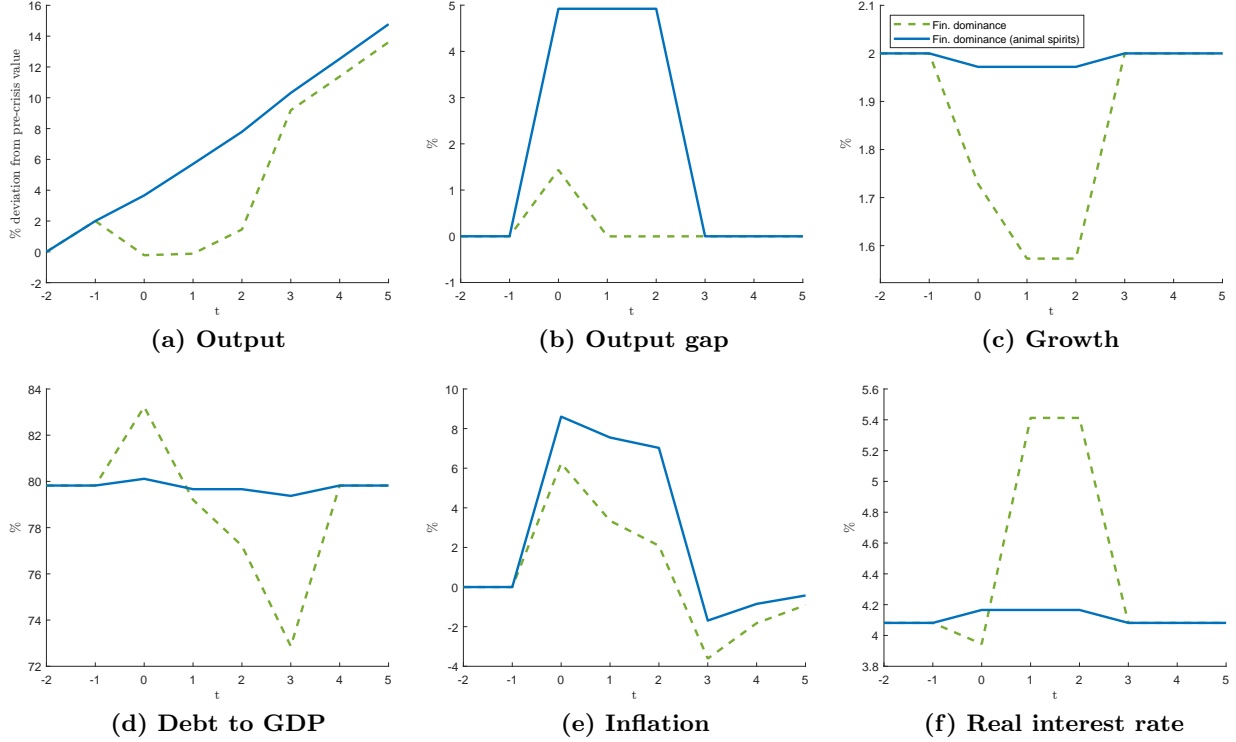 16
14
12
10
8
6
4
2
0
-2
% deviation from pre-crisis value
-2 -1 0 1 2 3 4 5
t
(a) Output
5
4
3
2
1
0
-1
%
-2 -1 0 1 2 3 4 5
t
(b) Output gap
2.1
2
1.9
1.8
1.7
1.6
%
Fin. dominance
Fin. dominance (animal spirits)
-2 -1 0 1 2 3 4 5
t
(c) Growth
84
82
80
78
76
74
72
%
-2 -1 0 1 2 3 4 5
t
(d) Debt to GDP
10
8
6
4
2
0
-2
-4
%
-2 -1 0 1 2 3 4 5
t
(e) Inflation
5.6
5.4
5.2
5
4.8
4.6
4.4
4.2
4
3.8
%
-2 -1 0 1 2 3 4 5
t
(f) Real interest rate